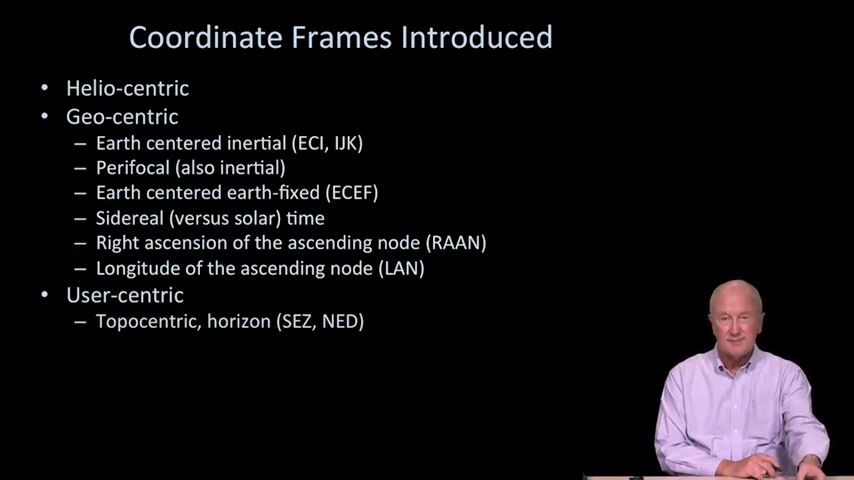 Coordinate Frames Introduced
• Helio-centric
• Geo-centric
– Earth centered inertial (ECI, IJK)
– Perifocal (also inertial)
– Earth centered earth-fixed (ECEF)
– Sidereal (versus solar) time
– Right ascension of the ascending node (RAAN)
– Longitude of the ascending node (LAN)
• User-centric
– Topocentric, horizon (SEZ, NED)